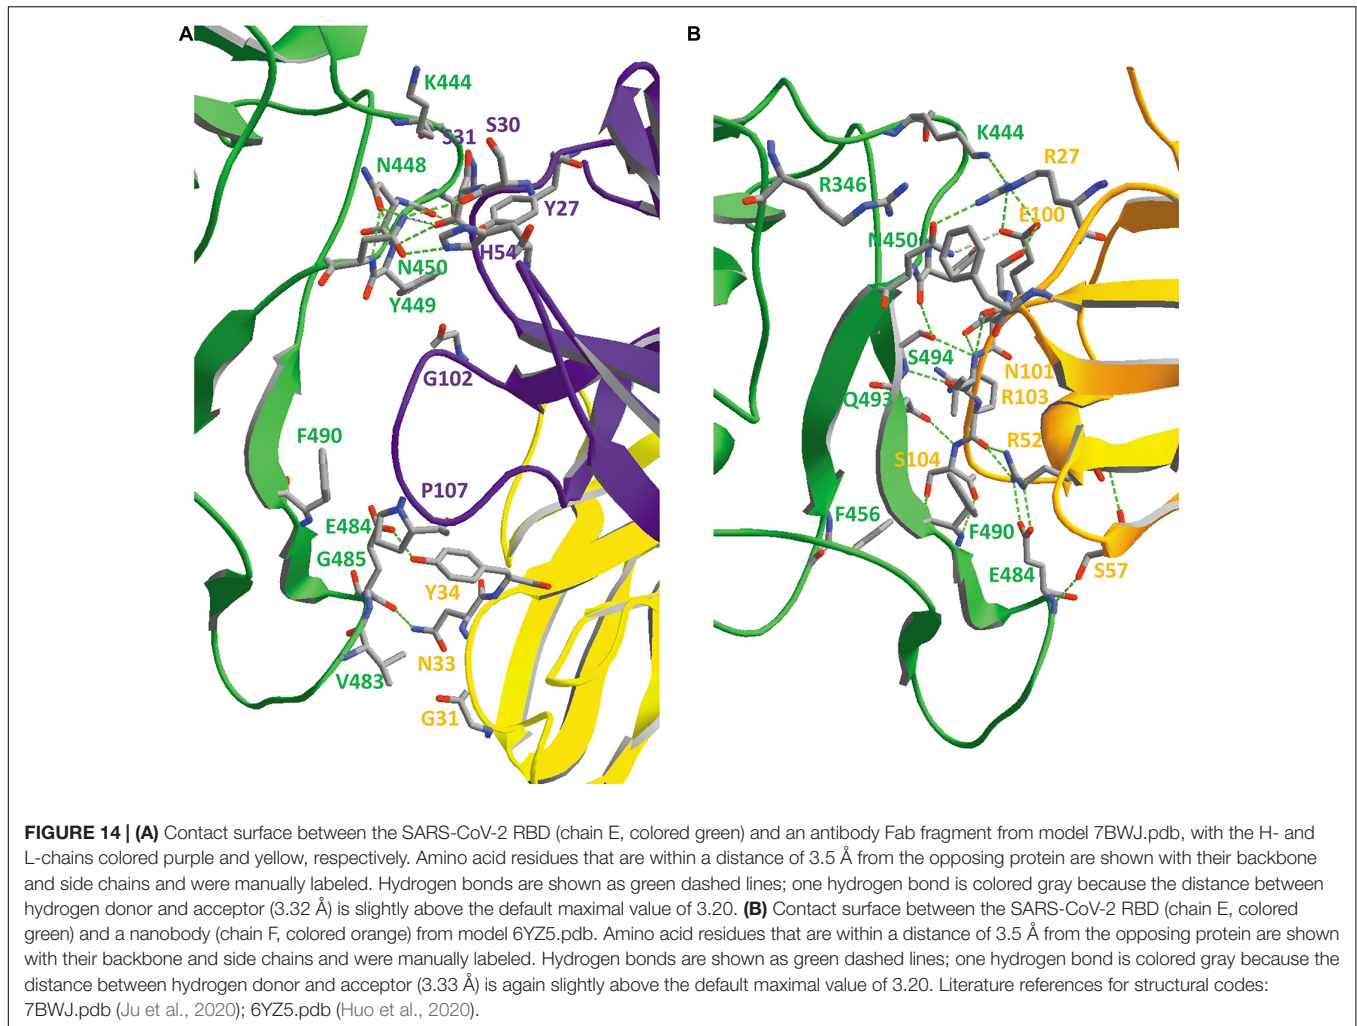 A
B
K444
S30
S31
N448
Y27
H54
N450
Y449
G102
F490
P107
E484
G485
Y34
N33
V483
G31
K444
R27
R346
E100
N450
S494
N101
Q493
R103
R52
S104
F456
F490
E484
S57
FIGURE 14 | (A) Contact surface between the SARS-CoV-2 RBD (chain E, colored green) and an antibody Fab fragment from model 7BWJ.pdb, with the H- and
L-chains colored purple and yellow, respectively. Amino acid residues that are within a distance of 3.5 Å from the opposing protein are shown with their backbone
and side chains and were manually labeled. Hydrogen bonds are shown as green dashed lines; one hydrogen bond is colored gray because the distance between
hydrogen donor and acceptor (3.32 Å) is slightly above the default maximal value of 3.20. (B) Contact surface between the SARS-CoV-2 RBD (chain E, colored
green) and a nanobody (chain F, colored orange) from model 6YZ5.pdb. Amino acid residues that are within a distance of 3.5 Å from the opposing protein are shown
with their backbone and side chains and were manually labeled. Hydrogen bonds are shown as green dashed lines; one hydrogen bond is colored gray because the
distance between hydrogen donor and acceptor (3.33 Å) is again slightly above the default maximal value of 3.20. Literature references for structural codes:
7BWJ.pdb (Ju et al., 2020); 6YZ5.pdb (Huo et al., 2020).